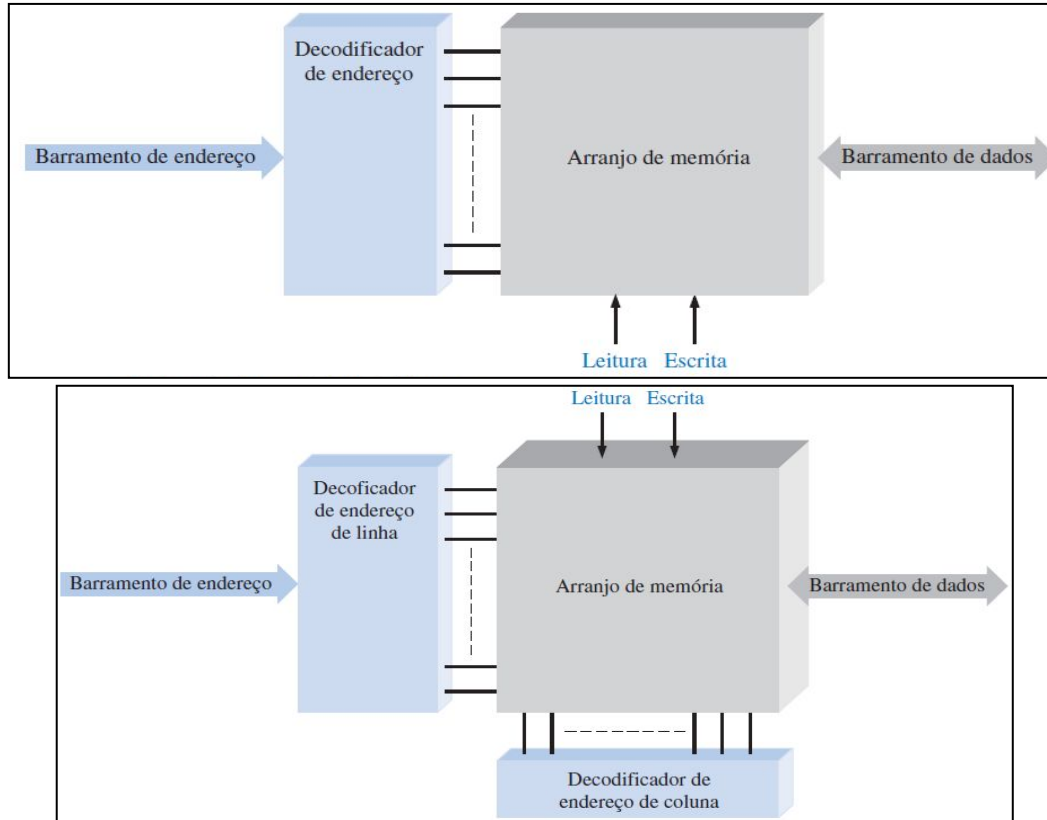 Decodificador
de endereço
Barramento de endereço
Arranjo de memória
Barramento de dados
Leitura Escrita
Leitura Escrita
Decoficador
de endereço
de linha
Barramento de endereço
Arranjo de memória
Barramento de dados
Decodificador de
endereço de coluna